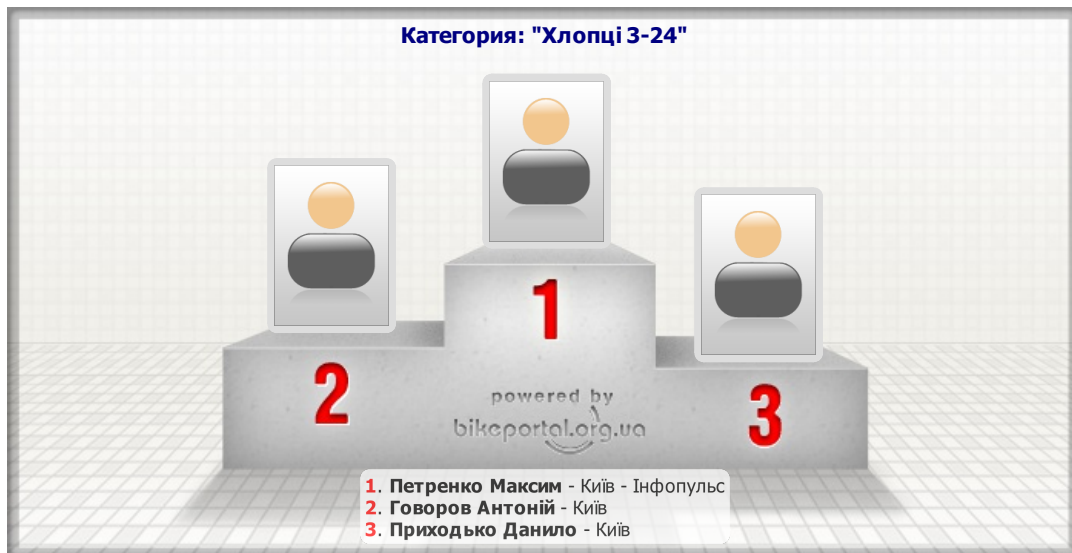 Категория: "Хлопці 3-24"
1
2
3
powered by
bikeportal.org.ua
1. Петренко Максим - Київ - Інфопульс
2. Говоров Антоній - Київ
3. Приходько Данило - Київ